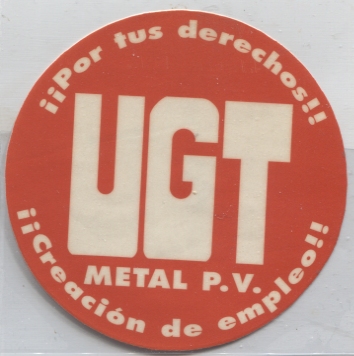 ¡¡Por tus derechos!!
UGT
METAL P.V.
¡¡Creación de empleo!!